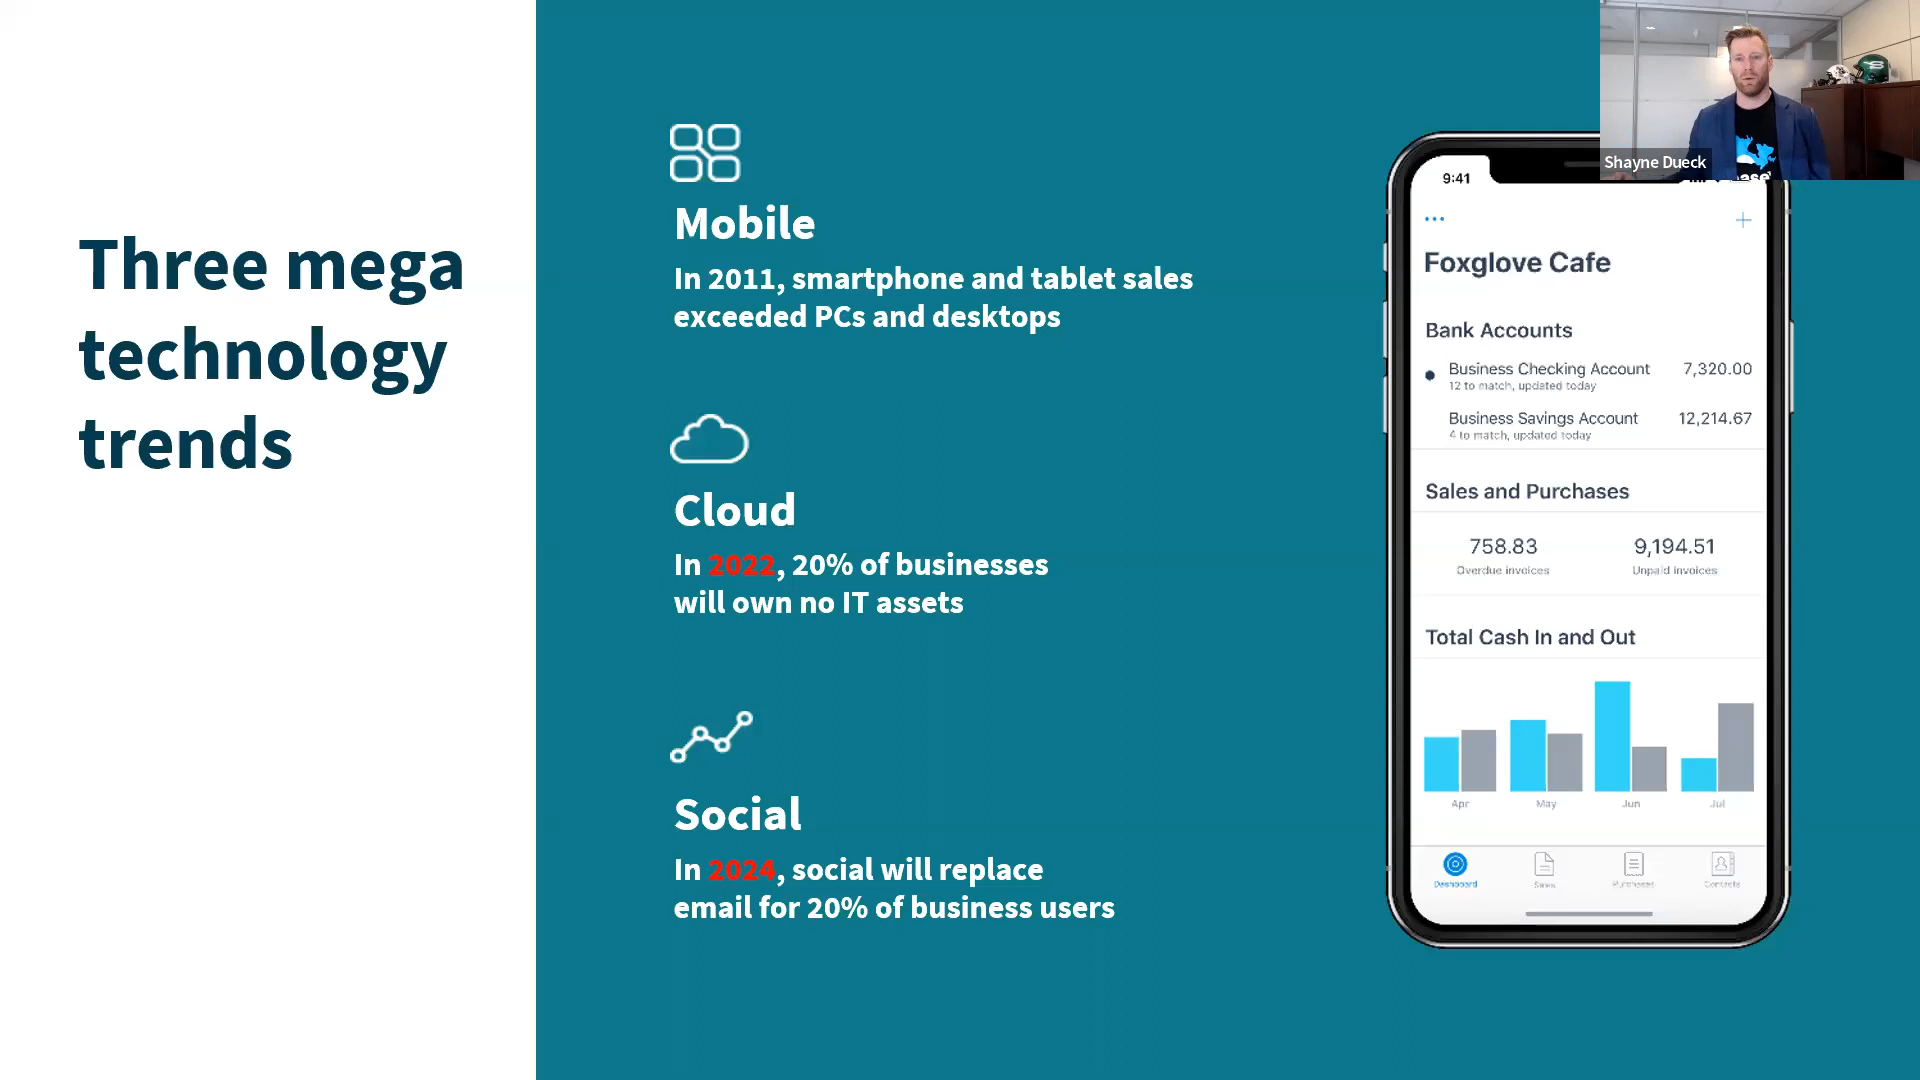 Three mega
technology
trends
Mobile
In 2011, smartphone and tablet sales
exceeded PCs and desktops
Cloud
In 2022, 20% of businesses
will own no IT assets
Social
In 2024, social will replace
email for 20% of business users
Shayne Dueck
9:41
Foxglove Cafe
Bank Accounts
Business Checking Account 7,320.00
12 to match, updated today
Business Savings Account 12,214.67
4 to match, updated today
Sales and Purchases
758.83 9,194.51
Overdue invoices Unpaid invoices
Total Cash In and Out
Apr May Jun Jul
Dashboard Sales Purchases Contacts